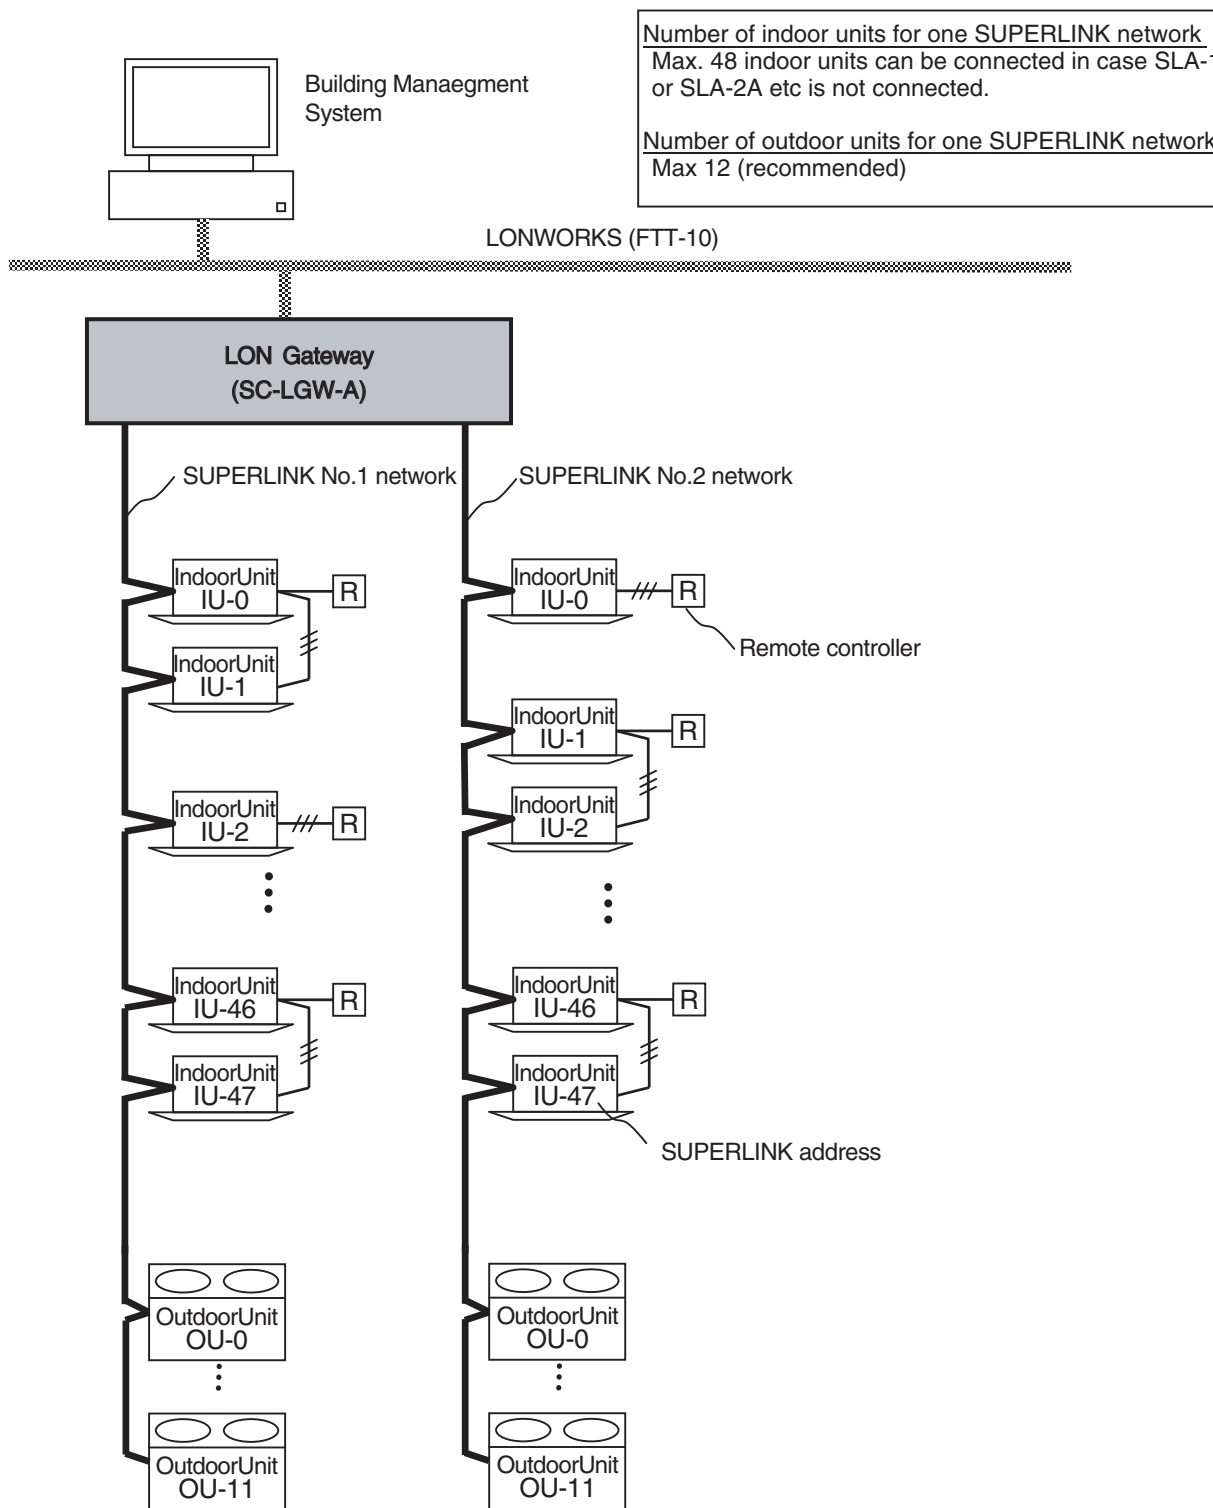 Number of indoor units for one SUPERLINK network
Max. 48 indoor units can be connected in case
or SLA-2A etc is not connected.
Number of outdoor units for one SUPERLINK network
Max 12 (recommended)
Building Manaegment
System
LONWORKS (FTT-10)
LON Gateway
(SC-LGW-A)
SUPERLINK No.1 network
SUPERLINK No.2 network
IndoorUnit
IU-0
R
IndoorUnit
IU-1
IndoorUnit
IU-2
R
IndoorUnit
IU-46
R
IndoorUnit
IU-47
OutdoorUnit
OU-0
OutdoorUnit
OU-11
IndoorUnit
IU-0
R
Remote controller
IndoorUnit
IU-1
R
IndoorUnit
IU-2
IndoorUnit
IU-46
R
IndoorUnit
IU-47
SUPERLINK address
OutdoorUnit
OU-0
OutdoorUnit
OU-11